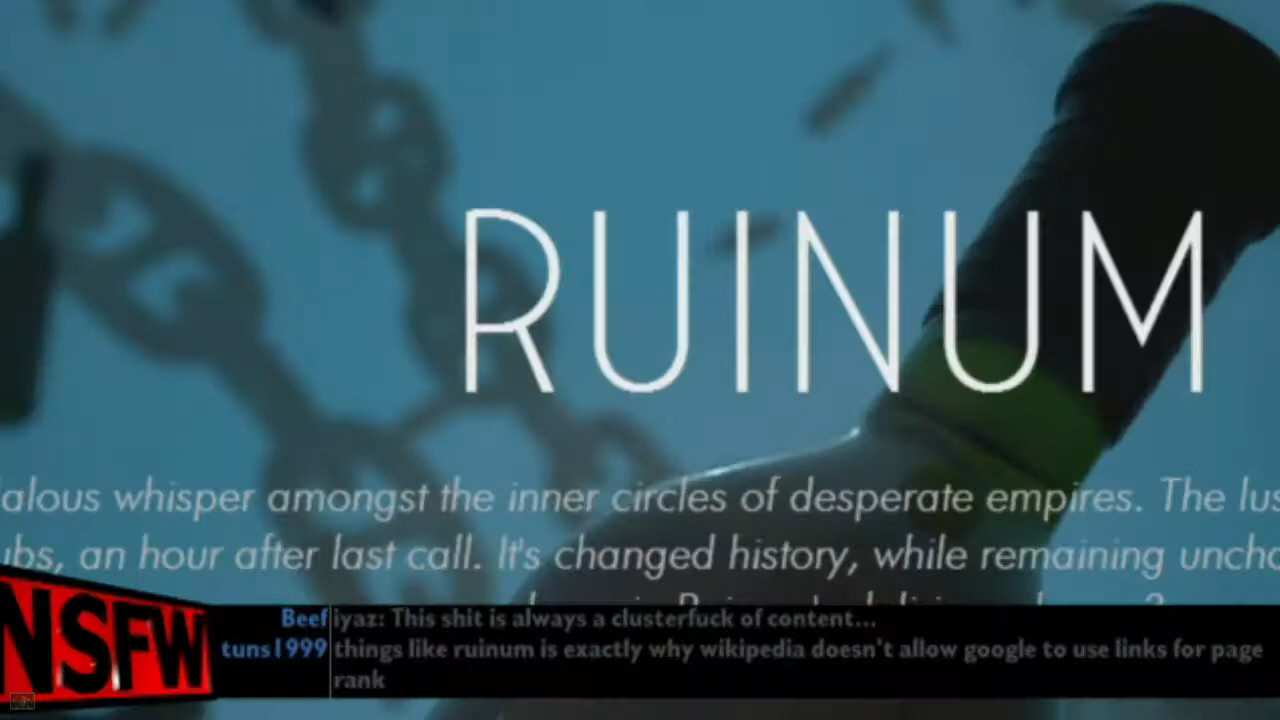 RUINUM
alous whisper amongst the inner circles of desperate empires. The lus
ubs, an hour after last call. It's changed history, while remaining uncha
NSFW
Beef iyaz: This shit is always a clusterfuck of content...
tuns1999 things like ruinum is exactly why wikipedia doesn't allow google to use links for page
rank